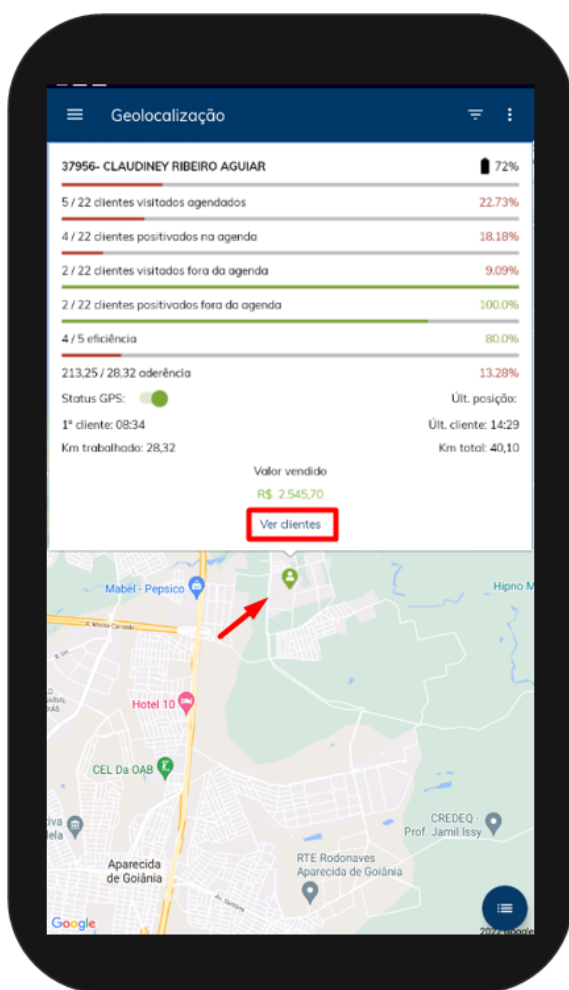 Geolocalização
37956- CLAUDINEY RIBEIRO AGUIAR 72%
5 / 22 clientes visitados agendados 22.73%
4 / 22 clientes positivados na agenda 18.18%
2 / 22 clientes visitados fora da agenda 9.09%
2 / 22 clientes positivados fora da agenda 100.0%
4 / 5 eficiência 80.0%
213,25 / 28,32 aderência 13.28%
Status GPS: Últ. posição:
1° cliente: 08:34 Últ. cliente: 14:29
Km trabalhado: 28,32 Km total: 40,10
Valor vendido
R$ 2.545,70
Ver clientes
Mabel - Pepsico
Hipno M
Hotel 10
CEL Da OAB
CREDEQ -
Prof. Jamil Issy
Aparecida
de Goiânia
RTE Rodonaves
Aparecida de Goiânia
Av. Santana
Google